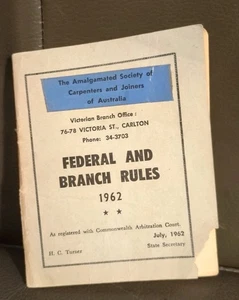 The Amalgamated Society of
Carpenters and Joiners
of Australia
Victorian Branch Office :
76-78 VICTORIA ST., CARLTON
Phone: 34-3703
FEDERAL AND
BRANCH RULES
1962
★ ★
As registered with Commonwealth Arbitration Court.
July, 1962
H. C. Turner
State Secretary